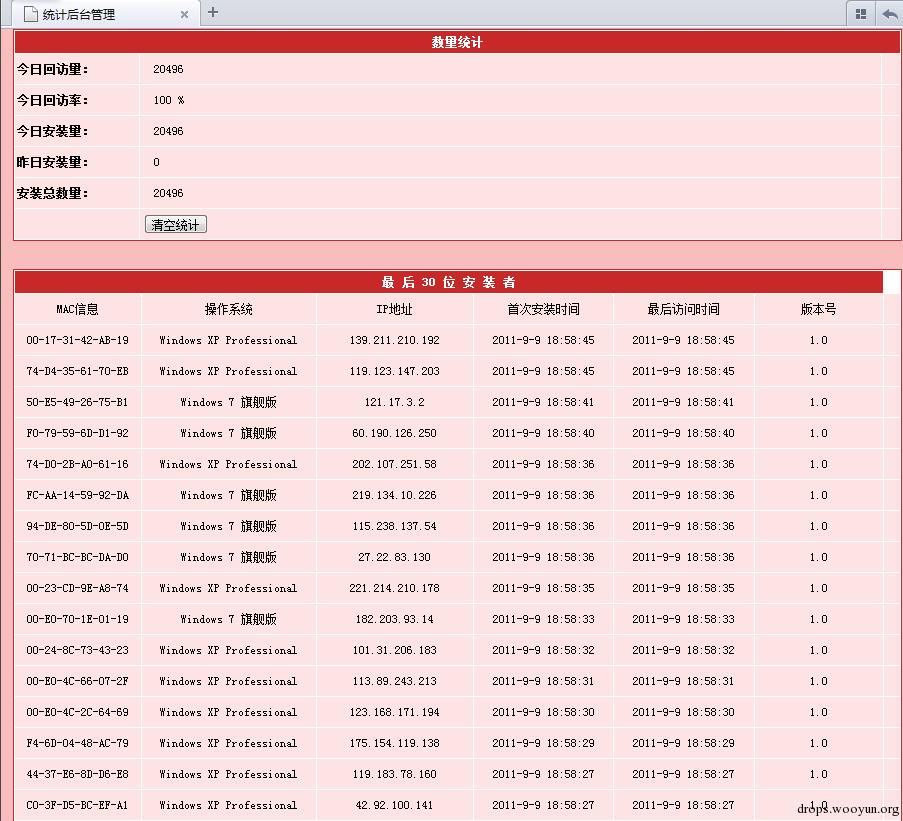 统计后台管理
数量统计
今日回访量： 20496
今日回访率： 100 %
今日安装量： 20496
昨日安装量： 0
安装总数量： 20496
清空统计
最 后 30 位 安 装 者
MAC信息 操作系统 IP地址 首次安装时间 最后访问时间 版本号
00-17-31-42-AB-19 Windows XP Professional 139.211.210.192 2011-9-9 18:58:45 2011-9-9 18:58:45 1.0
74-D4-35-61-70-EB Windows XP Professional 119.123.147.203 2011-9-9 18:58:45 2011-9-9 18:58:45 1.0
50-E5-49-26-75-B1 Windows 7 旗舰版 121.17.3.2 2011-9-9 18:58:41 2011-9-9 18:58:41 1.0
F0-79-59-6D-D1-92 Windows 7 旗舰版 60.190.126.250 2011-9-9 18:58:40 2011-9-9 18:58:40 1.0
74-D0-2B-A0-61-16 Windows XP Professional 202.107.251.58 2011-9-9 18:58:36 2011-9-9 18:58:36 1.0
FC-AA-14-59-92-DA Windows 7 旗舰版 219.134.10.226 2011-9-9 18:58:36 2011-9-9 18:58:36 1.0
94-DE-80-5D-0E-5D Windows 7 旗舰版 115.238.137.54 2011-9-9 18:58:36 2011-9-9 18:58:36 1.0
70-71-BC-BC-DA-D0 Windows 7 旗舰版 27.22.83.130 2011-9-9 18:58:36 2011-9-9 18:58:36 1.0
00-23-CD-9E-A8-74 Windows XP Professional 221.214.210.178 2011-9-9 18:58:35 2011-9-9 18:58:35 1.0
00-E0-70-1E-01-19 Windows 7 旗舰版 182.203.93.14 2011-9-9 18:58:33 2011-9-9 18:58:33 1.0
00-24-8C-73-43-23 Windows XP Professional 101.31.206.183 2011-9-9 18:58:32 2011-9-9 18:58:32 1.0
00-E0-4C-66-07-2F Windows XP Professional 113.89.243.213 2011-9-9 18:58:31 2011-9-9 18:58:31 1.0
00-E0-4C-2C-64-69 Windows XP Professional 123.168.171.194 2011-9-9 18:58:30 2011-9-9 18:58:30 1.0
F4-6D-04-48-AC-79 Windows XP Professional 175.154.119.138 2011-9-9 18:58:29 2011-9-9 18:58:29 1.0
44-37-E6-8D-D6-E8 Windows XP Professional 119.183.78.160 2011-9-9 18:58:27 2011-9-9 18:58:27 1.0
C0-3F-D5-BC-EF-A1 Windows XP Professional 42.92.100.141 2011-9-9 18:58:27 2011-9-9 18:58:27 1.0
drops.wooyun.org